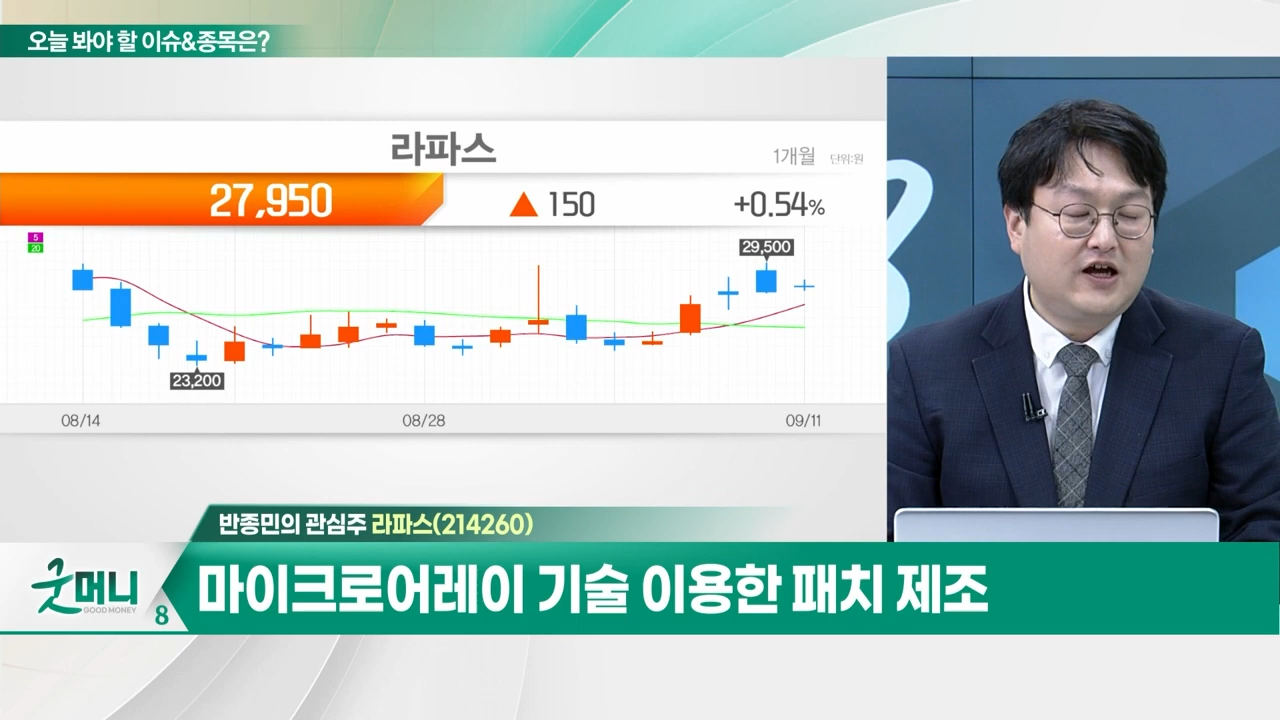 오늘 봐야 할 이슈&종목은?
라파스
1개월 단위:원
27,950 ▲ 150 +0.54%
5
20
29,500
23,200
08/14 08/28 09/11
반종민의 관심주 라파스(214260)
굿머니
GOOD MONEY
8
마이크로어레이 기술 이용한 패치 제조